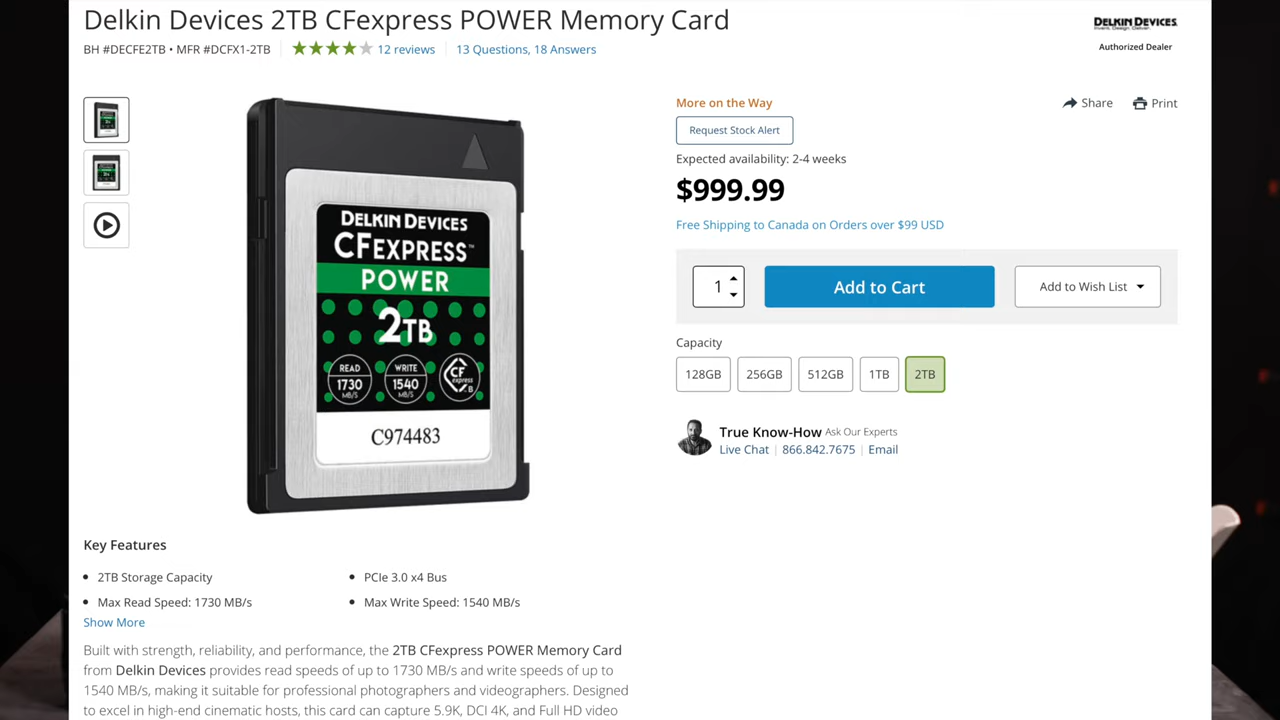 Delkin Devices 2TB CFexpress POWER Memory Card
BH #DECFE2TB • MFR #DCFX1-2TB
12 reviews
13 Questions, 18 Answers
DELKIN DEVICES
Invent. Design. Deliver.
Authorized Dealer
DELKIN DEVICES
CFEXPRESS™
POWER
2TB
READ
1730
MB/S
WRITE
1540
MB/S
CF
express
B
C974483
More on the Way
Share
Print
Request Stock Alert
Expected availability: 2-4 weeks
$999.99
Free Shipping to Canada on Orders over $99 USD
1
Add to Cart
Add to Wish List
Capacity
128GB
256GB
512GB
1TB
2TB
True Know-How Ask Our Experts
Live Chat | 866.842.7675 | Email
Key Features
• 2TB Storage Capacity
• PCIe 3.0 x4 Bus
• Max Read Speed: 1730 MB/s
• Max Write Speed: 1540 MB/s
Show More
Built with strength, reliability, and performance, the 2TB CFexpress POWER Memory Card
from Delkin Devices provides read speeds of up to 1730 MB/s and write speeds of up to
1540 MB/s, making it suitable for professional photographers and videographers. Designed
to excel in high-end cinematic hosts, this card can capture 5.9K, DCI 4K, and Full HD video